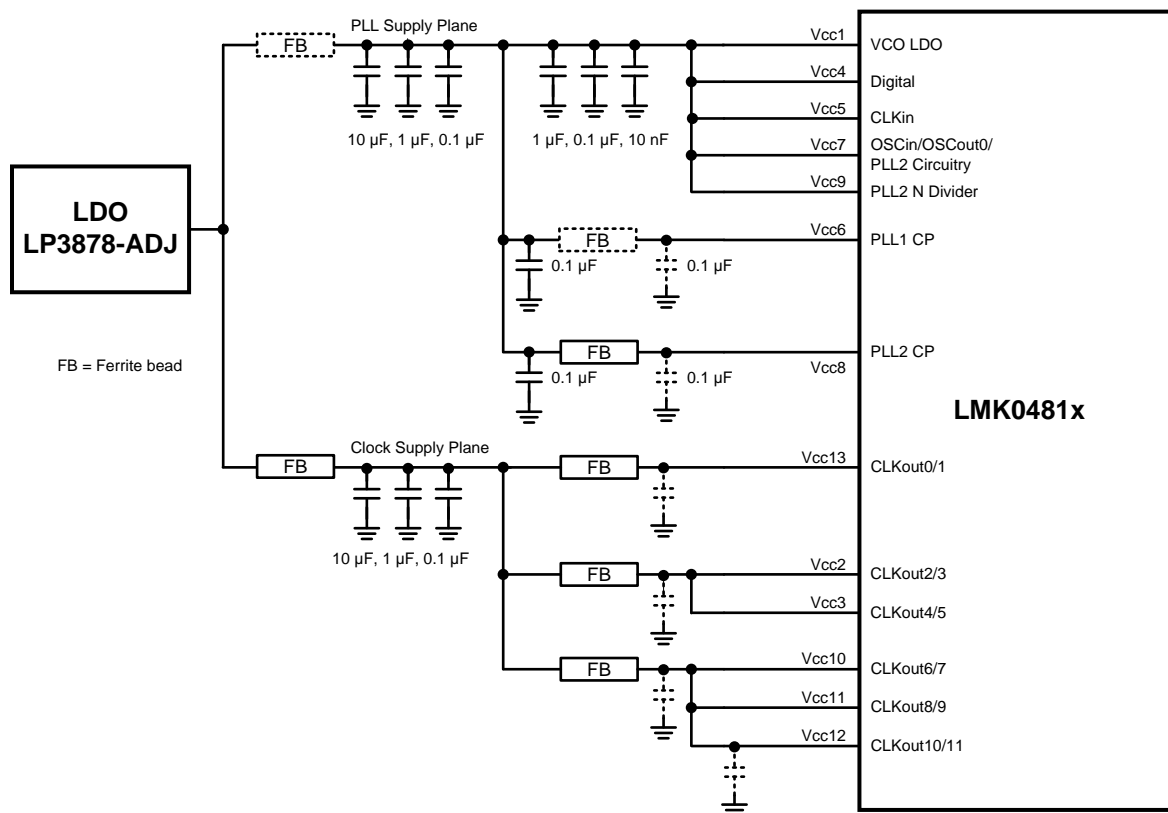 PLL Supply Plane
FB
10 µF, 1 µF, 0.1 µF
1 µF, 0.1 µF, 10 nF
Vcc1
VCO LDO
Vcc4
Digital
Vcc5
CLKin
Vcc7
OSCin/OSCout0/
PLL2 Circuitry
Vcc9
PLL2 N Divider
LDO
LP3878-ADJ
FB
0.1 µF
0.1 µF
Vcc6
PLL1 CP
FB = Ferrite bead
FB
0.1 µF
0.1 µF
Vcc8
PLL2 CP
LMK0481x
Clock Supply Plane
FB
10 µF, 1 µF, 0.1 µF
FB
Vcc13
CLKout0/1
FB
Vcc2
CLKout2/3
Vcc3
CLKout4/5
FB
Vcc10
CLKout6/7
Vcc11
CLKout8/9
Vcc12
CLKout10/11